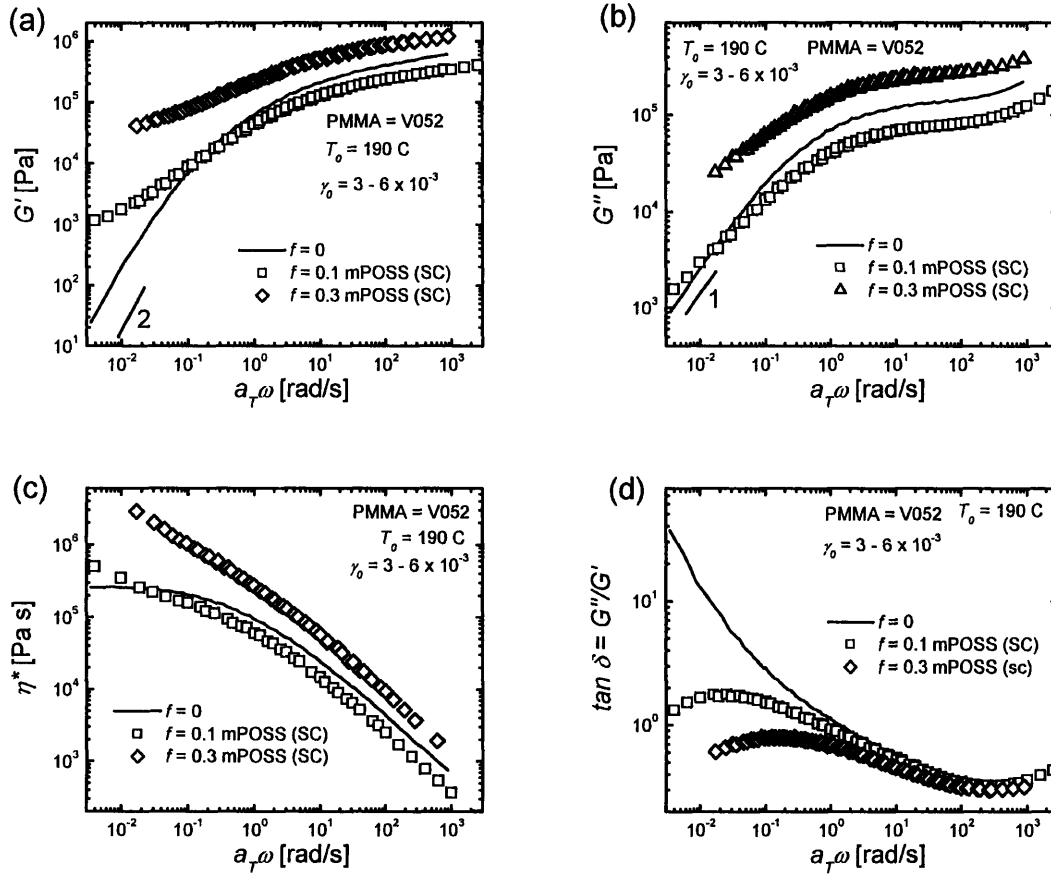 (a)
10⁶
10⁵
10⁴
10³
10²
10¹
G' [Pa]
PMMA = V052
T₀ = 190 C
γ₀ = 3 - 6 x 10⁻³
f = 0
f = 0.1 mPOSS (SC)
f = 0.3 mPOSS (SC)
2
10⁻² 10⁻¹ 10⁰ 10¹ 10² 10³
a_T ω [rad/s]
(b)
T₀ = 190 C PMMA = V052
γ₀ = 3 - 6 x 10⁻³
10⁵
10⁴
10³
G'' [Pa]
f = 0
f = 0.1 mPOSS (SC)
f = 0.3 mPOSS (SC)
1
10⁻² 10⁻¹ 10⁰ 10¹ 10² 10³
a_T ω [rad/s]
(c)
PMMA = V052
T₀ = 190 C
γ₀ = 3 - 6 x 10⁻³
10⁶
10⁵
10⁴
10³
η* [Pa s]
f = 0
f = 0.1 mPOSS (SC)
f = 0.3 mPOSS (SC)
10⁻² 10⁻¹ 10⁰ 10¹ 10² 10³
a_T ω [rad/s]
(d)
PMMA = V052 T₀ = 190 C
γ₀ = 3 - 6 x 10⁻³
10¹
10⁰
tan δ = G''/G'
f = 0
f = 0.1 mPOSS (SC)
f = 0.3 mPOSS (sc)
10⁻² 10⁻¹ 10⁰ 10¹ 10² 10³
a_T ω [rad/s]